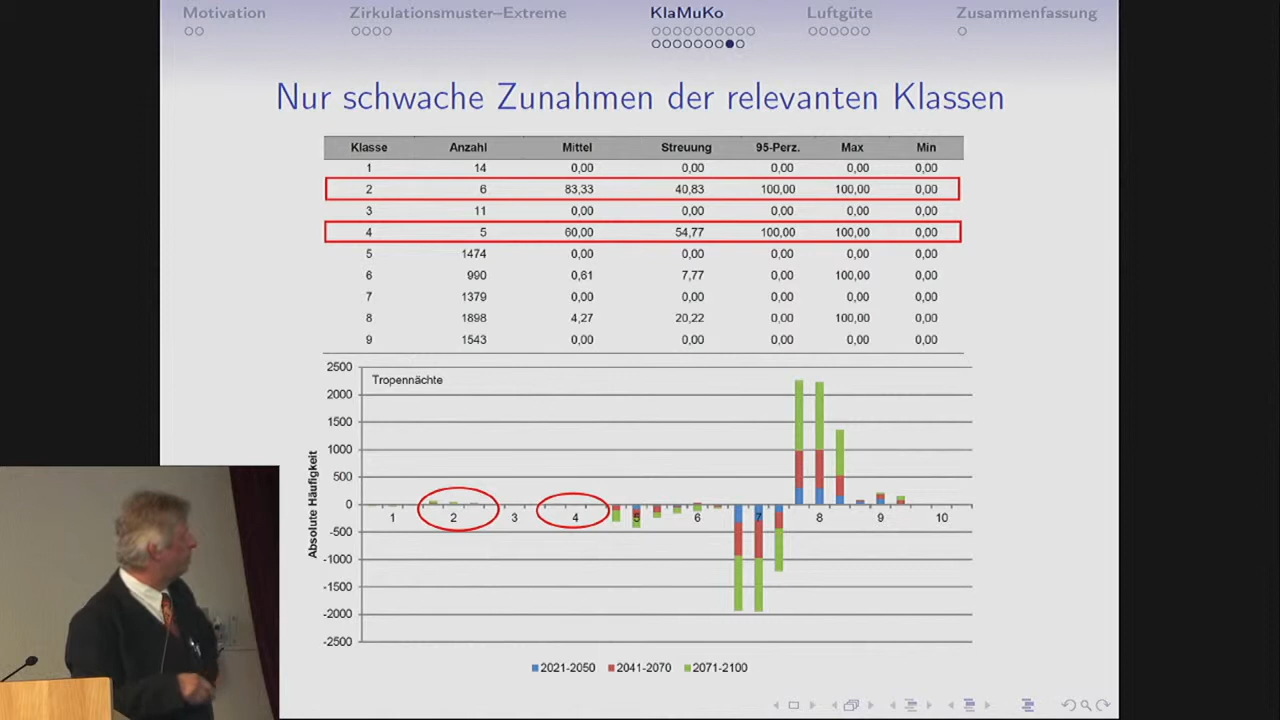 Motivation Zirkulationsmuster–Extreme KlaMuKo Luftgüte Zusammenfassung
Nur schwache Zunahmen der relevanten Klassen
Klasse Anzahl Mittel Streuung 95-Perz. Max Min
1 14 0,00 0,00 0,00 0,00 0,00
2 6 83,33 40,83 100,00 100,00 0,00
3 11 0,00 0,00 0,00 0,00 0,00
4 5 60,00 54,77 100,00 100,00 0,00
5 1474 0,00 0,00 0,00 0,00 0,00
6 990 0,61 7,77 0,00 100,00 0,00
7 1379 0,00 0,00 0,00 0,00 0,00
8 1898 4,27 20,22 0,00 100,00 0,00
9 1543 0,00 0,00 0,00 0,00 0,00
Tropennächte
Absolute Häufigkeit
2500
2000
1500
1000
500
0
-500
-1000
-1500
-2000
-2500
1 2 3 4 5 6 7 8 9 10
2021-2050 2041-2070 2071-2100